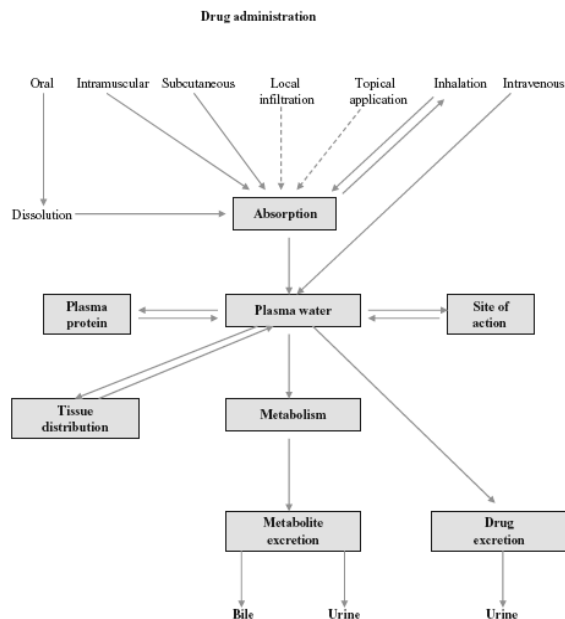 Drug administration
Oral
Intramuscular
Subcutaneous
Local
infiltration
Topical
application
Inhalation
Intravenous
Dissolution
Absorption
Plasma
protein
Plasma water
Site of
action
Tissue
distribution
Metabolism
Metabolite
excretion
Drug
excretion
Bile
Urine
Urine